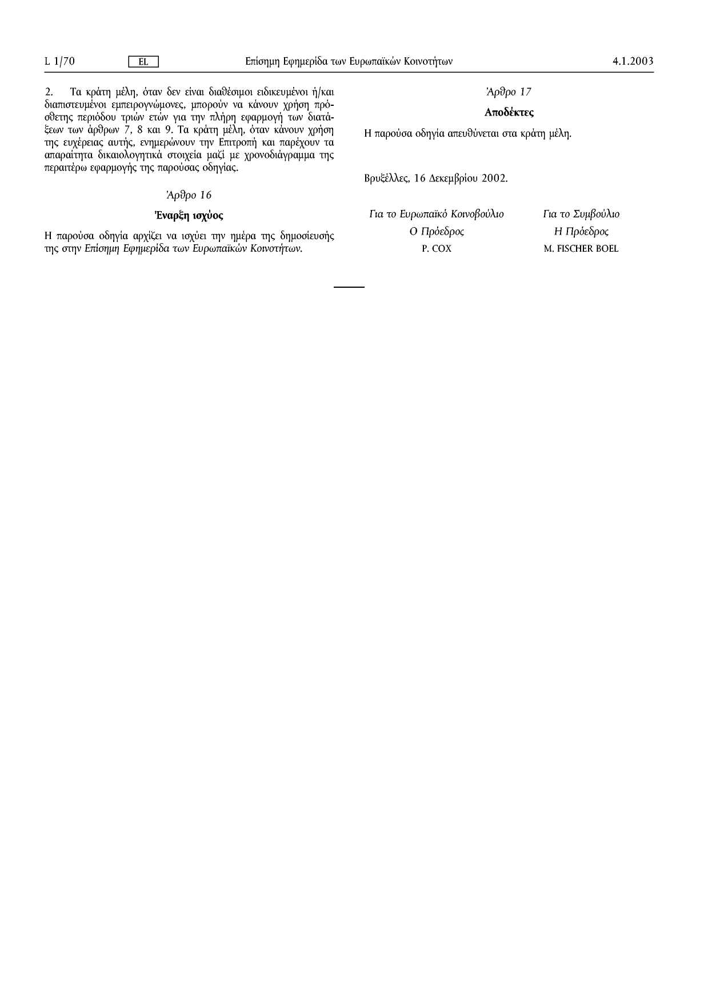 L 1/70 EL Επίσημη Εφημερίδα των Ευρωπαϊκών Κοινοτήτων 4.1.2003
2. Τα κράτη μέλη, όταν δεν είναι διαθέσιμοι ειδικευμένοι ή/και
διαπιστευμένοι εμπειρογνώμονες, μπορούν να κάνουν χρήση πρό-
σθετης περιόδου τριών ετών για την πλήρη εφαρμογή των διατά-
ξεων των άρθρων 7, 8 και 9. Τα κράτη μέλη, όταν κάνουν χρήση
της ευχέρειας αυτής, ενημερώνουν την Επιτροπή και παρέχουν τα
απαραίτητα δικαιολογητικά στοιχεία μαζί με χρονοδιάγραμμα της
περαιτέρω εφαρμογής της παρούσας οδηγίας.
Άρθρο 16
Έναρξη ισχύος
Η παρούσα οδηγία αρχίζει να ισχύει την ημέρα της δημοσίευσής
της στην Επίσημη Εφημερίδα των Ευρωπαϊκών Κοινοτήτων.
Άρθρο 17
Αποδέκτες
Η παρούσα οδηγία απευθύνεται στα κράτη μέλη.
Βρυξέλλες, 16 Δεκεμβρίου 2002.
Για το Ευρωπαϊκό Κοινοβούλιο
Ο Πρόεδρος
P. COX
Για το Συμβούλιο
Η Πρόεδρος
M. FISCHER BOEL